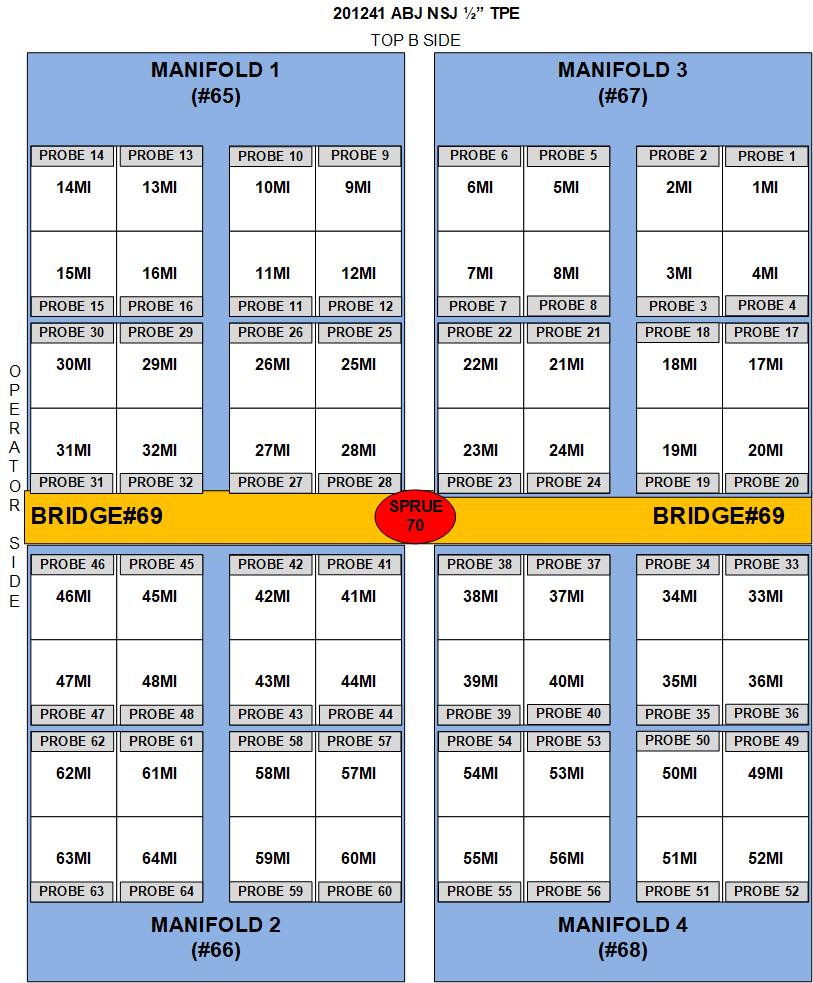 201241 ABJ NSJ ½” TPE
TOP B SIDE
MANIFOLD 1
(#65)
MANIFOLD 3
(#67)
PROBE 14 PROBE 13 PROBE 10 PROBE 9 PROBE 6 PROBE 5 PROBE 2 PROBE 1
14MI 13MI 10MI 9MI 6MI 5MI 2MI 1MI
15MI 16MI 11MI 12MI 7MI 8MI 3MI 4MI
PROBE 15 PROBE 16 PROBE 11 PROBE 12 PROBE 7 PROBE 8 PROBE 3 PROBE 4
PROBE 30 PROBE 29 PROBE 26 PROBE 25 PROBE 22 PROBE 21 PROBE 18 PROBE 17
30MI 29MI 26MI 25MI 22MI 21MI 18MI 17MI
31MI 32MI 27MI 28MI 23MI 24MI 19MI 20MI
PROBE 31 PROBE 32 PROBE 27 PROBE 28 PROBE 23 PROBE 24 PROBE 19 PROBE 20
OPERATOR SIDE
BRIDGE#69
SPRUE
70
BRIDGE#69
PROBE 46 PROBE 45 PROBE 42 PROBE 41 PROBE 38 PROBE 37 PROBE 34 PROBE 33
46MI 45MI 42MI 41MI 38MI 37MI 34MI 33MI
47MI 48MI 43MI 44MI 39MI 40MI 35MI 36MI
PROBE 47 PROBE 48 PROBE 43 PROBE 44 PROBE 39 PROBE 40 PROBE 35 PROBE 36
PROBE 62 PROBE 61 PROBE 58 PROBE 57 PROBE 54 PROBE 53 PROBE 50 PROBE 49
62MI 61MI 58MI 57MI 54MI 53MI 50MI 49MI
63MI 64MI 59MI 60MI 55MI 56MI 51MI 52MI
PROBE 63 PROBE 64 PROBE 59 PROBE 60 PROBE 55 PROBE 56 PROBE 51 PROBE 52
MANIFOLD 2
(#66)
MANIFOLD 4
(#68)